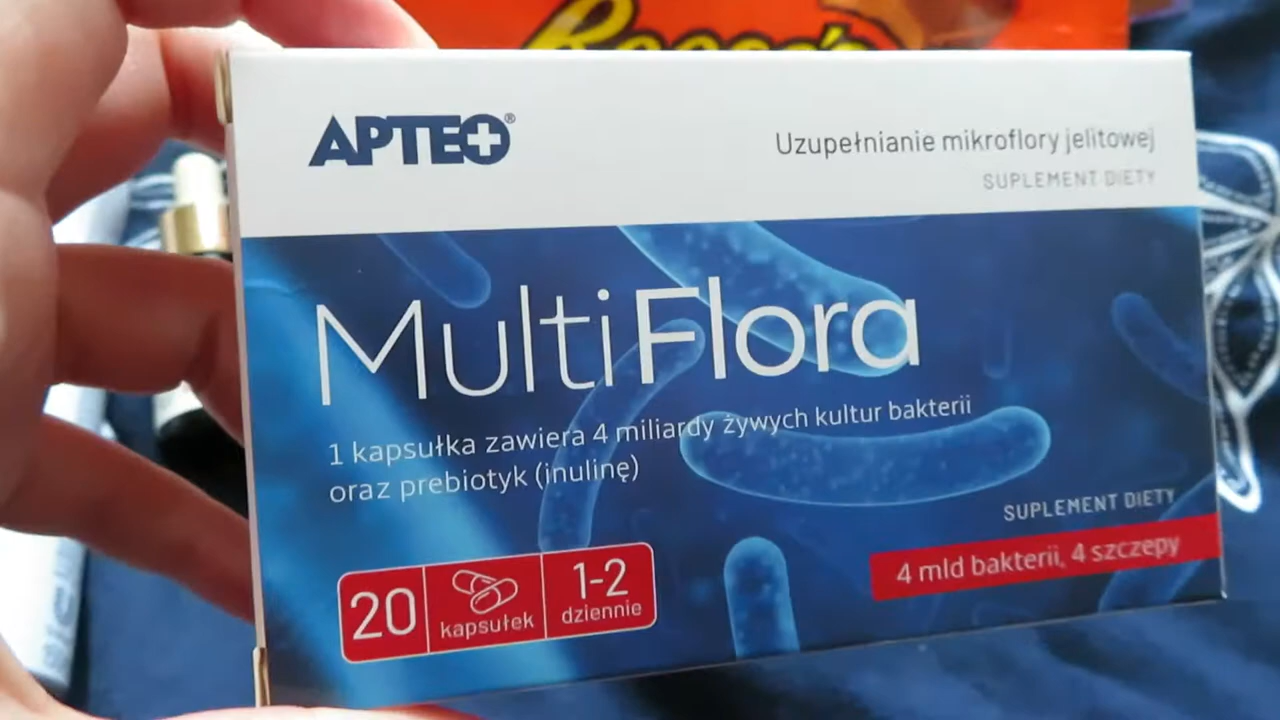 Reese's
APTEO®
Uzupełnianie mikroflory jelitowej
SUPLEMENT DIETY
MultiFlora
1 kapsułka zawiera 4 miliardy żywych kultur bakterii
oraz prebiotyk (inulinę)
SUPLEMENT DIETY
4 mld bakterii, 4 szczepy
20
kapsułek
1-2
dziennie